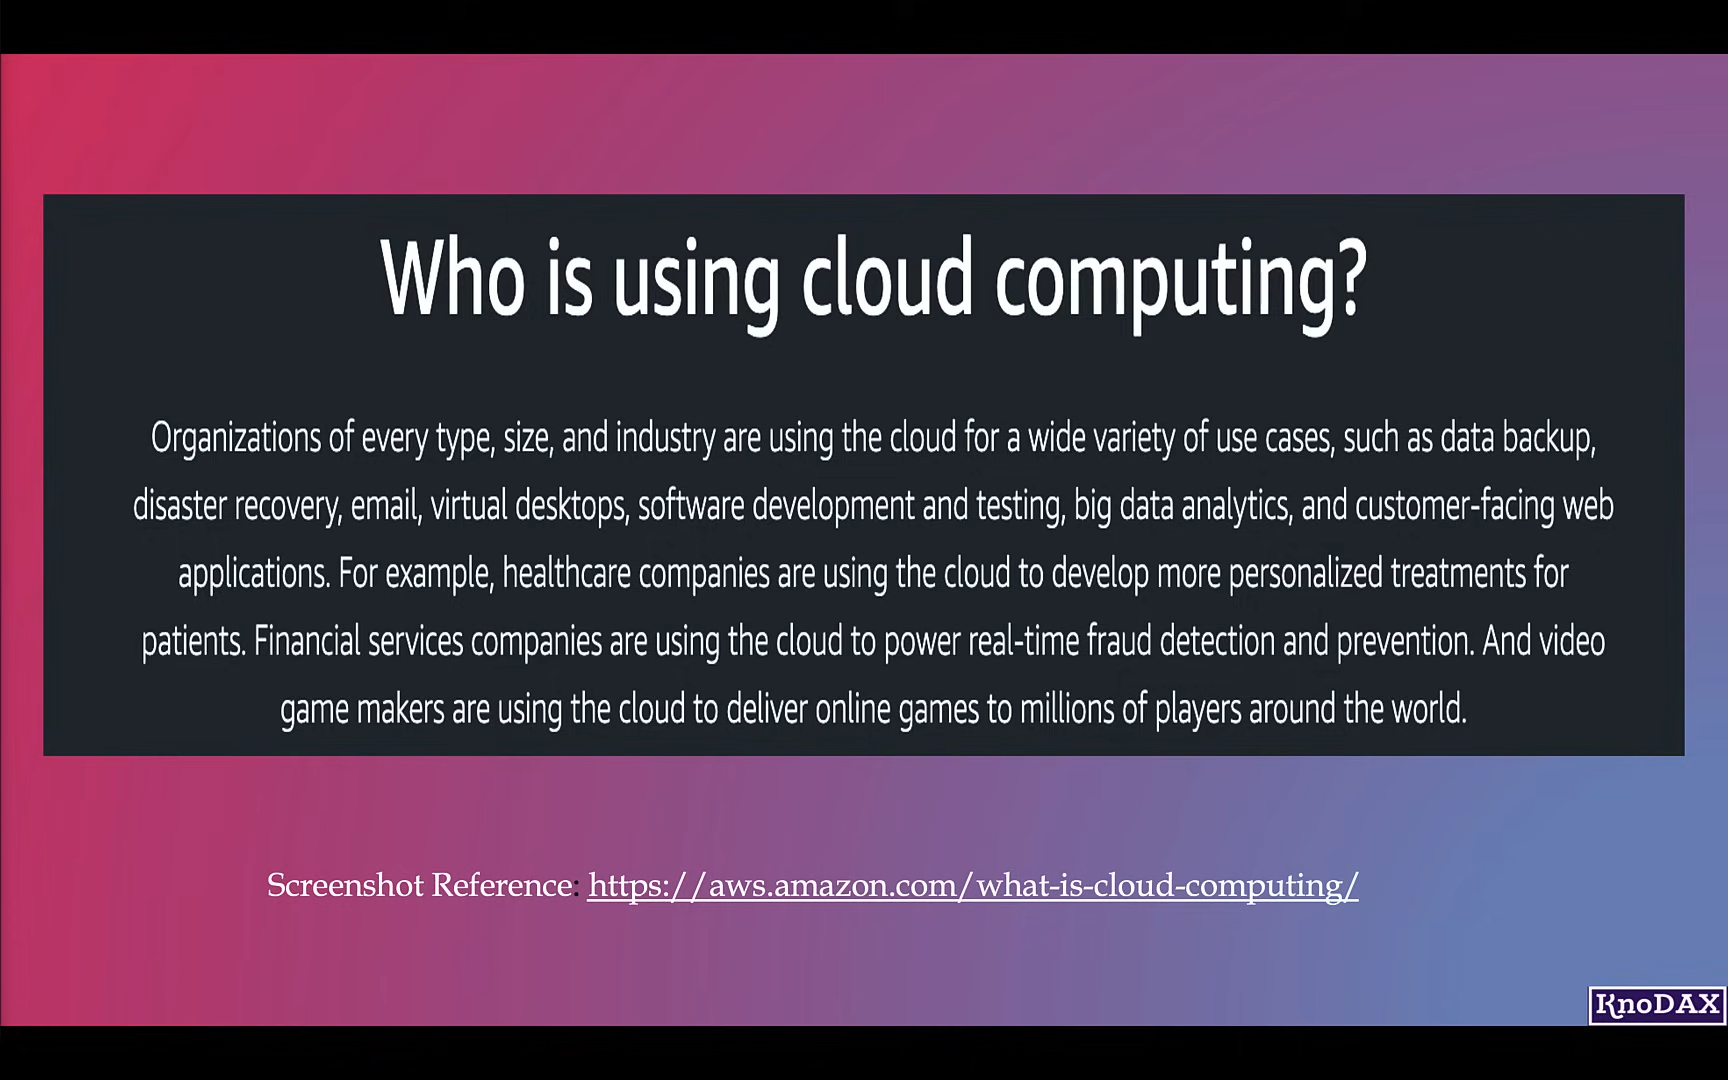 Who is using cloud computing?
Organizations of every type, size, and industry are using the cloud for a wide variety of use cases, such as data backup,
disaster recovery, email, virtual desktops, software development and testing, big data analytics, and customer-facing web
applications. For example, healthcare companies are using the cloud to develop more personalized treatments for
patients. Financial services companies are using the cloud to power real-time fraud detection and prevention. And video
game makers are using the cloud to deliver online games to millions of players around the world.
Screenshot Reference: https://aws.amazon.com/what-is-cloud-computing/
KnoDAX